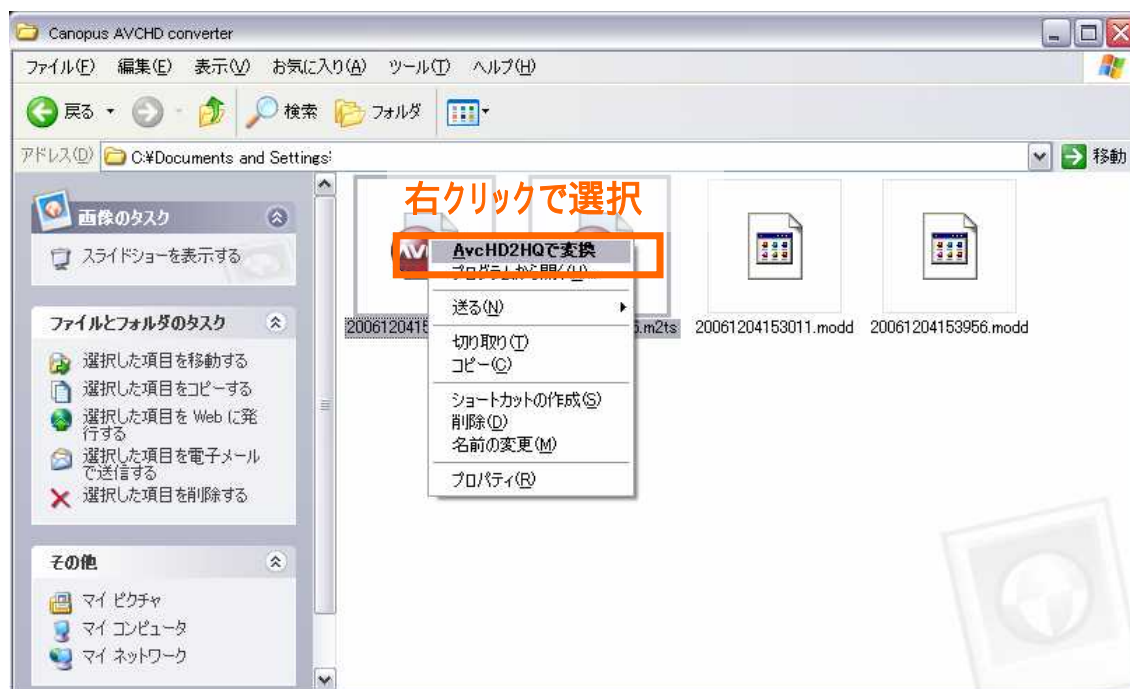 Canopus AVCHD converter
ファイル(F) 編集(E) 表示(V) お気に入り(A) ツール(T) ヘルプ(H)
戻る 検索 フォルダ
アドレス(D) C:¥Documents and Settings¥ 移動
右クリックで選択
画像のタスク
スライドショーを表示する
ファイルとフォルダのタスク
選択した項目を移動する
選択した項目をコピーする
選択した項目を Web に発
行する
選択した項目を電子メール
で送信する
選択した項目を削除する
その他
マイ ピクチャ
マイ コンピュータ
マイ ネットワーク
AvcHD2HQで変換
プログラムから開く(H)
送る(N)
切り取り(T)
コピー(C)
ショートカットの作成(S)
削除(D)
名前の変更(M)
プロパティ(R)
2006120415 .m2ts 20061204153011.modd 20061204153956.modd